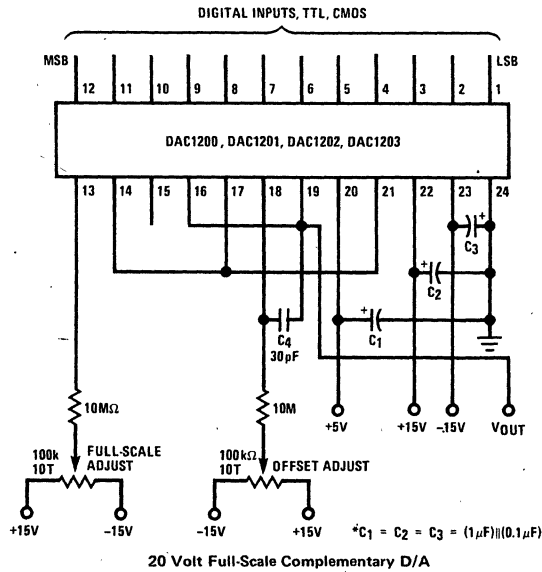 DIGITAL INPUTS, TTL, CMOS
MSB LSB
12 11 10 9 8 7 6 5 4 3 2 1
DAC1200, DAC1201, DAC1202, DAC1203
13 14 15 16 17 18 19 20 21 22 23 24
+
C3
+
C2
+
C1
C4
30pF
10MΩ
10M
+5V +15V -15V VOUT
100k
10T
FULL-SCALE
ADJUST
100kΩ
10T
OFFSET ADJUST
+15V -15V -15V +15V
*C1 = C2 = C3 = (1µF)||(0.1µF)
20 Volt Full-Scale Complementary D/A